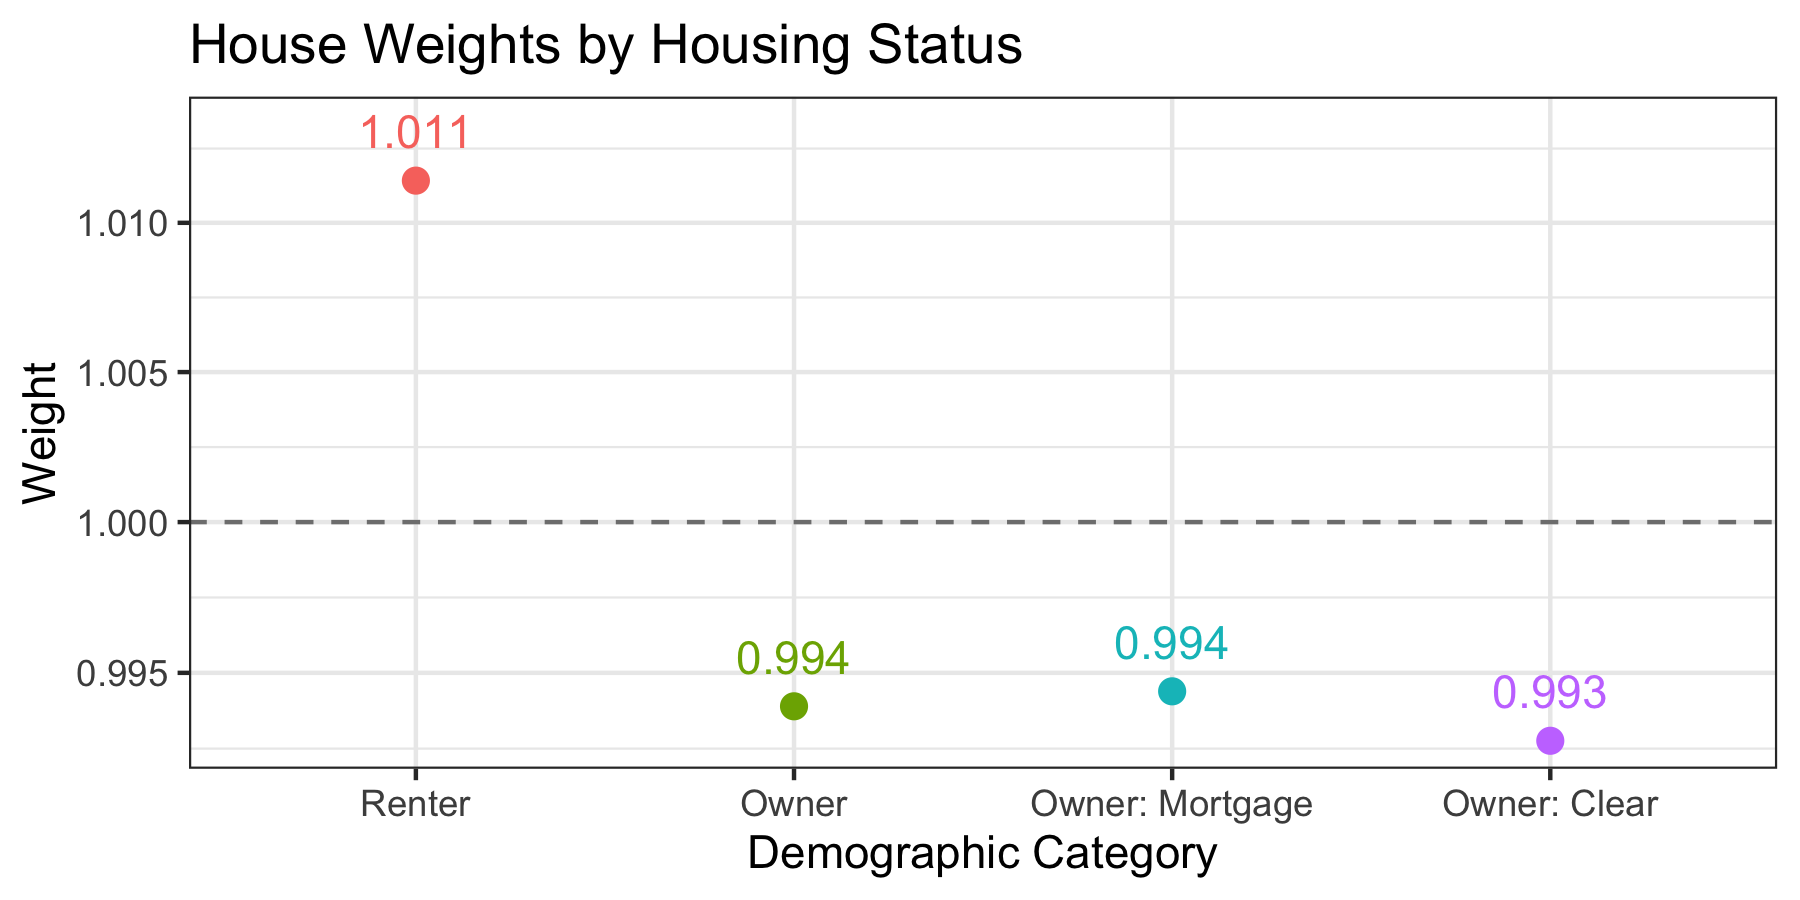 House Weights by Housing Status
1.011
1.010
1.005
1.000
0.995
0.994
0.994
0.993
Weight
Renter
Owner
Owner: Mortgage
Owner: Clear
Demographic Category